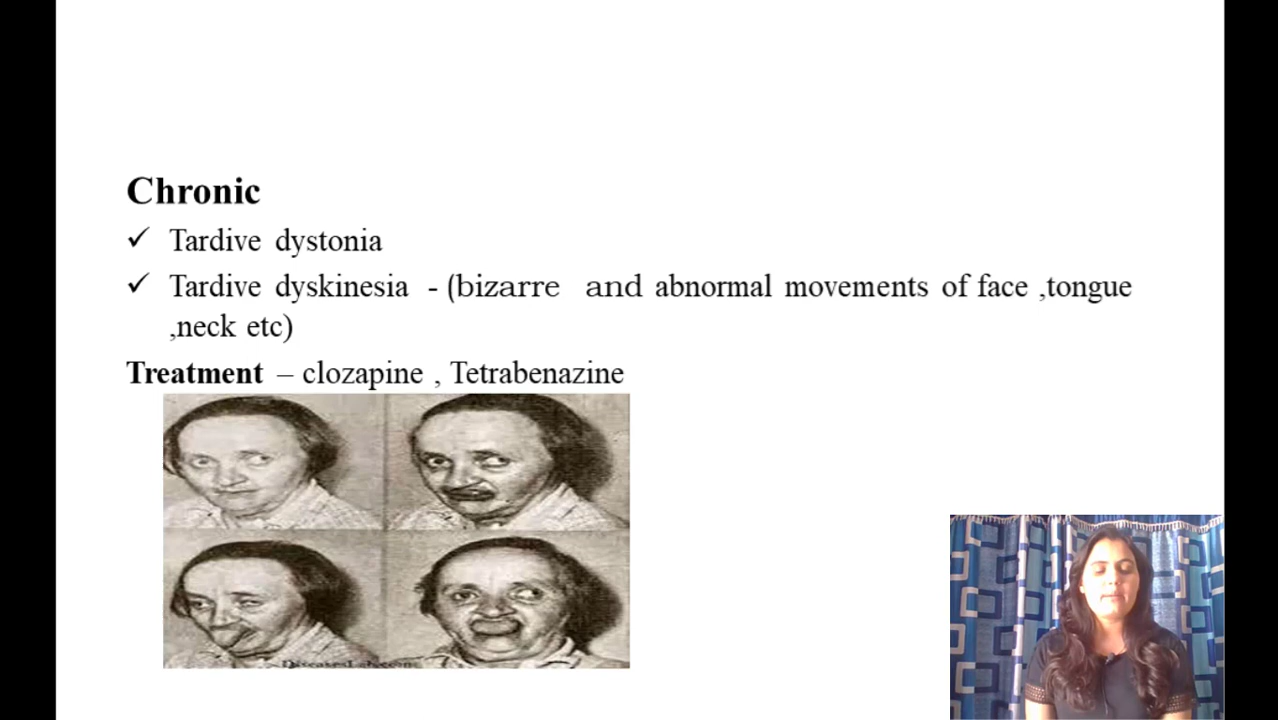 Chronic
✓ Tardive dystonia
✓ Tardive dyskinesia - (bizarre and abnormal movements of face ,tongue
,neck etc)
Treatment – clozapine , Tetrabenazine